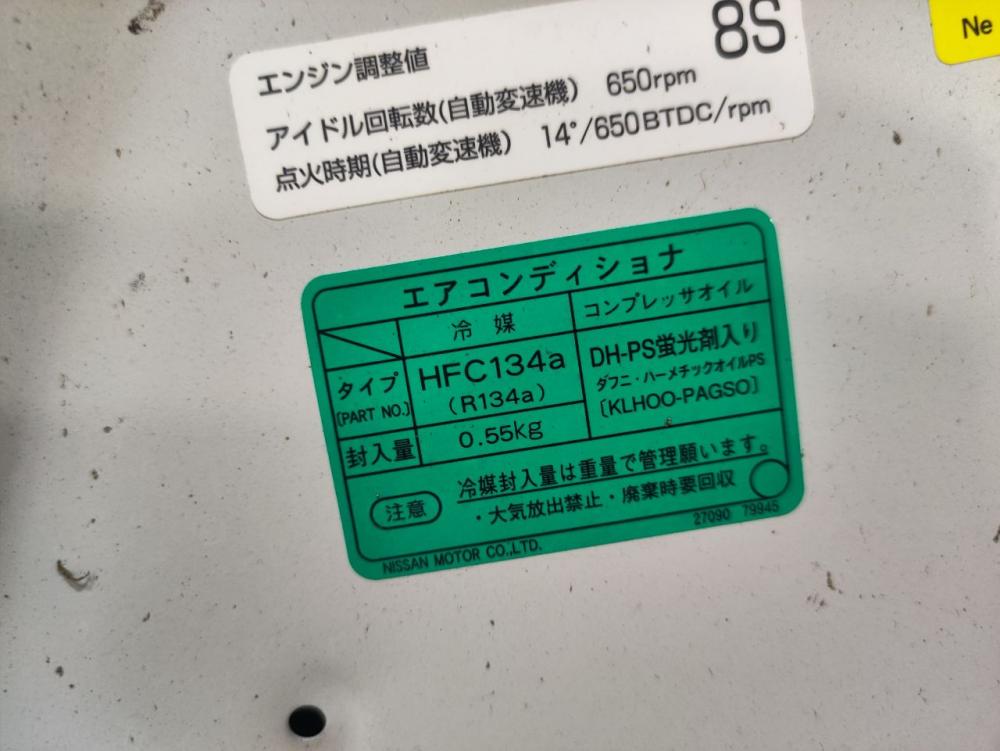 8S
Ne
エンジン調整値
アイドル回転数(自動変速機) 650rpm
点火時期(自動変速機) 14°/650BTDC/rpm
エアコンディショナ
冷媒 コンプレッサオイル
タイプ HFC134a DH-PS蛍光剤入り
[PART NO.] (R134a) ダフニ・ハーメチックオイルPS
[KLHOO-PAGSO]
封入量 0.55kg
注意 冷媒封入量は重量で管理願います。
・大気放出禁止・廃棄時要回収
27090 79945
NISSAN MOTOR CO.,LTD.